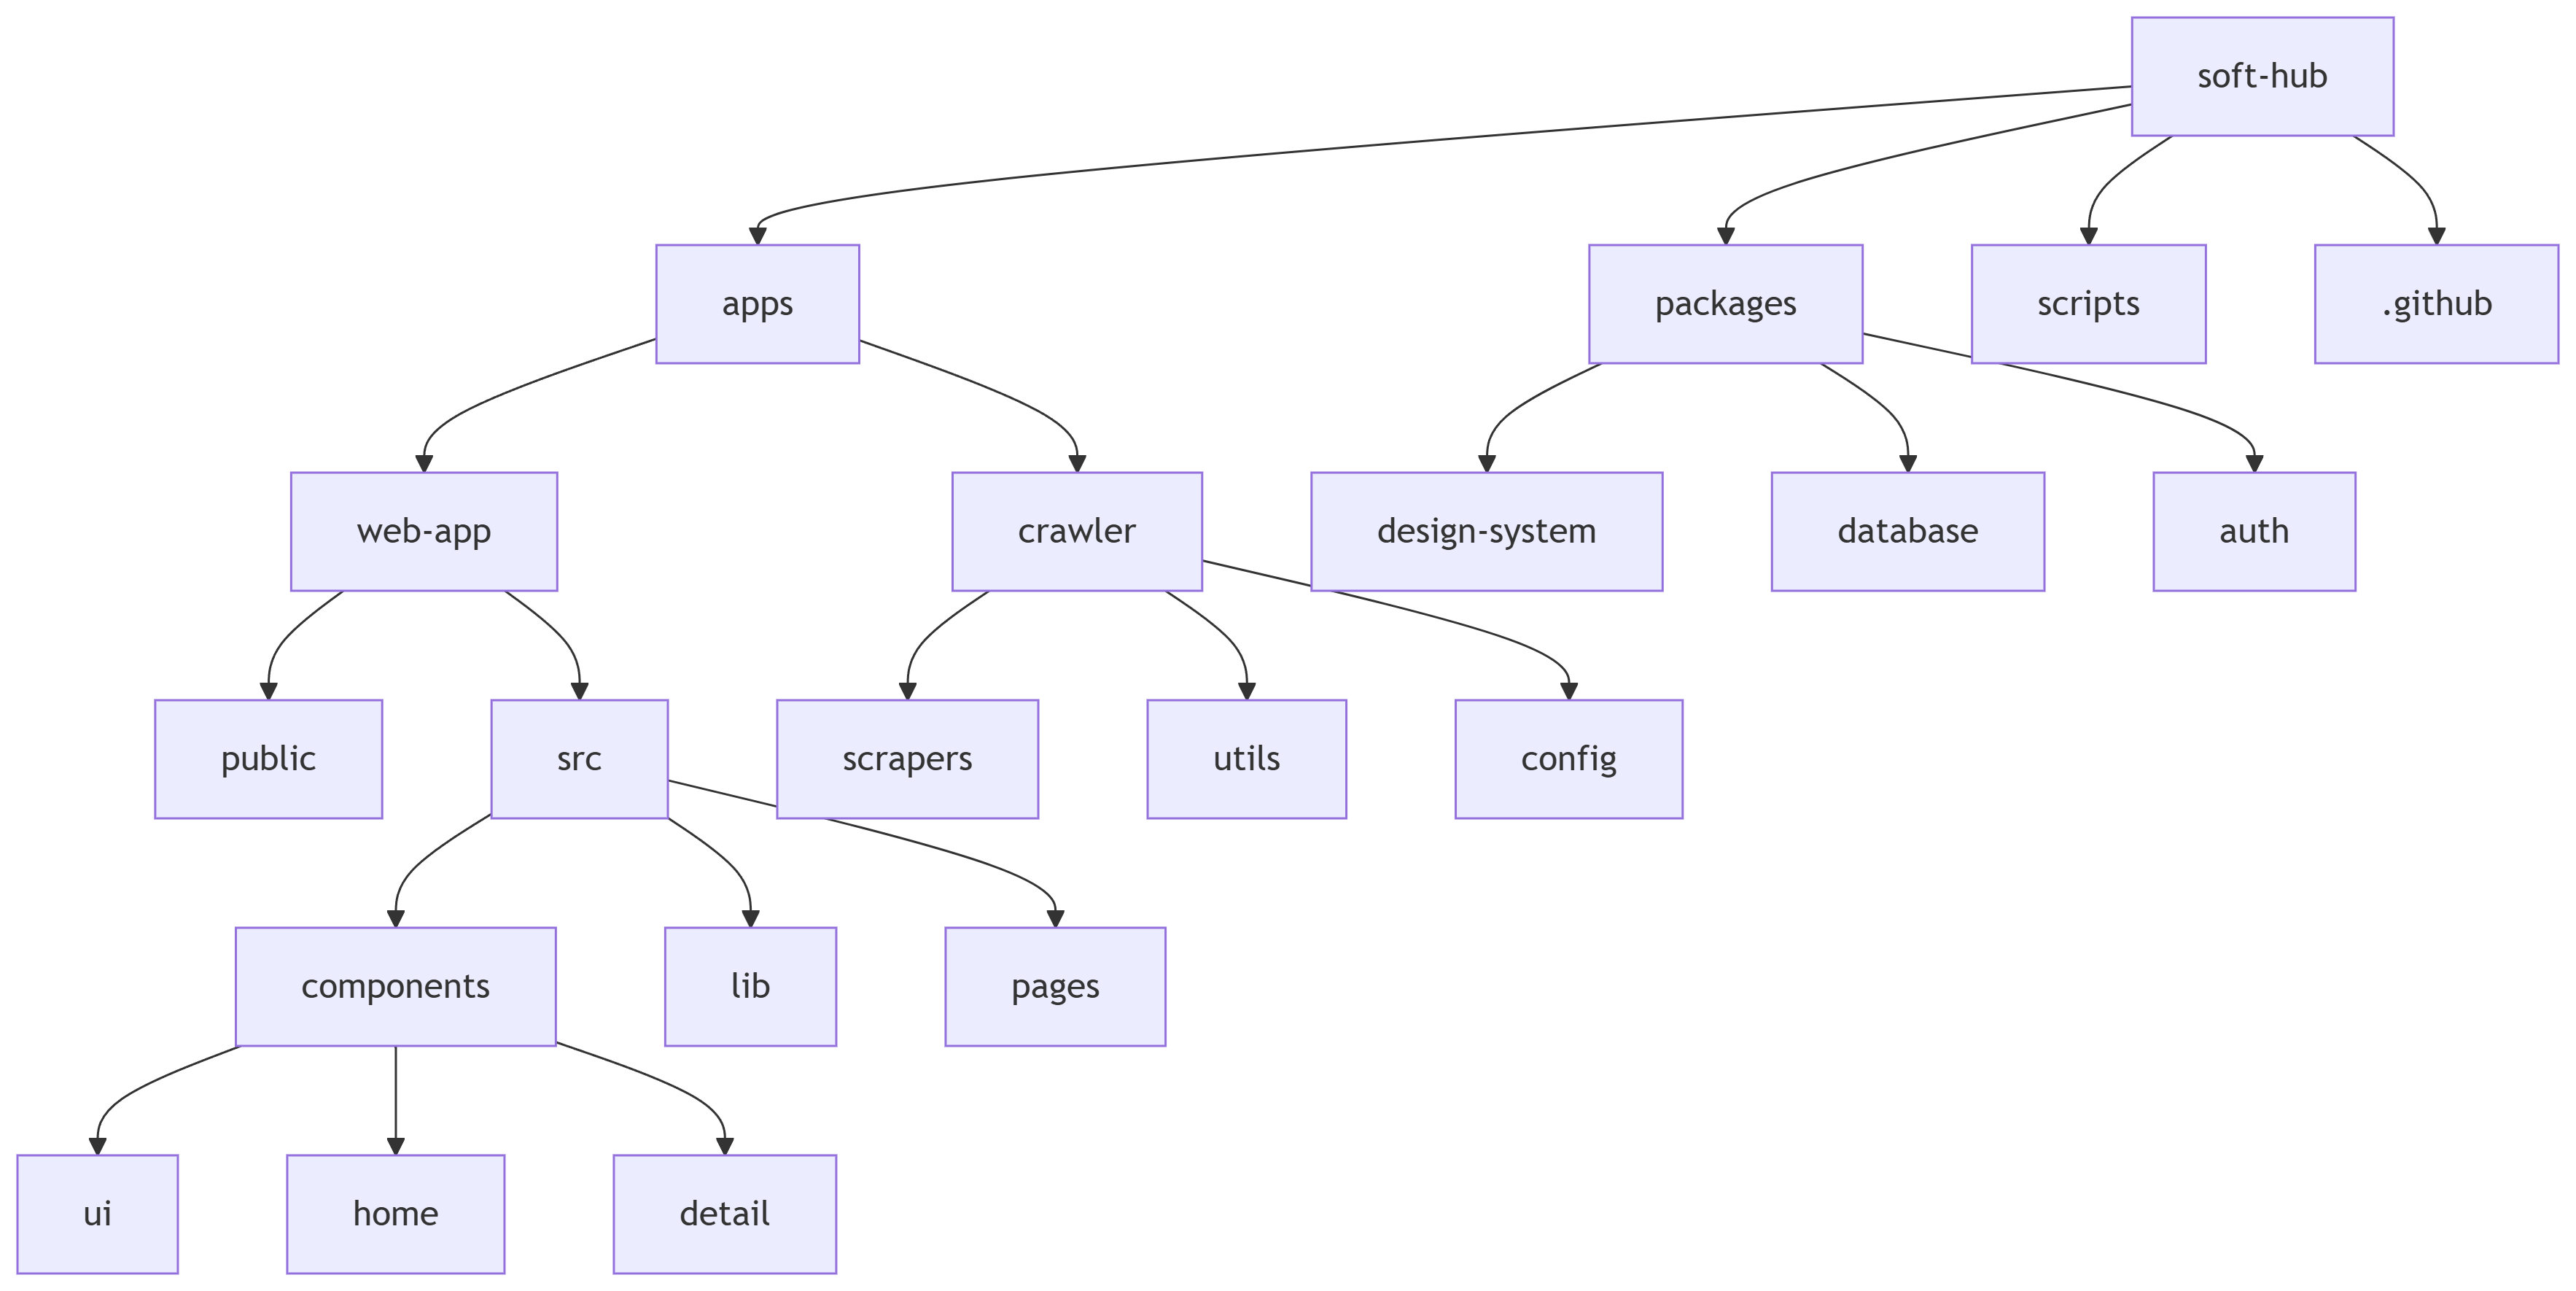 soft-hub
apps
packages
scripts
.github
web-app
crawler
design-system
database
auth
public
src
scrapers
utils
config
components
lib
pages
ui
home
detail